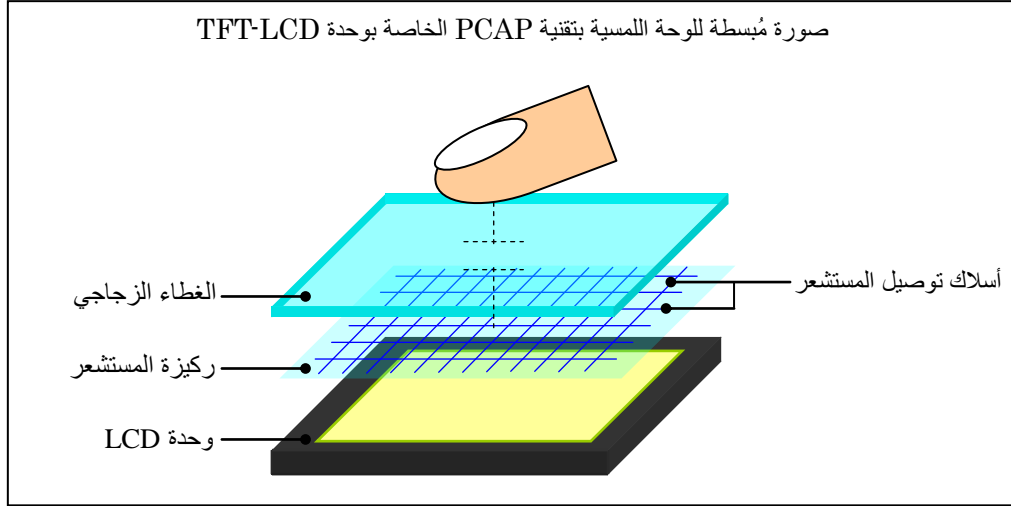 صورة مُبسطة للوحة اللمسية بتقنية PCAP الخاصة بوحدة TFT-LCD
أسلاك توصيل المستشعر
الغطاء الزجاجي
ركيزة المستشعر
وحدة LCD